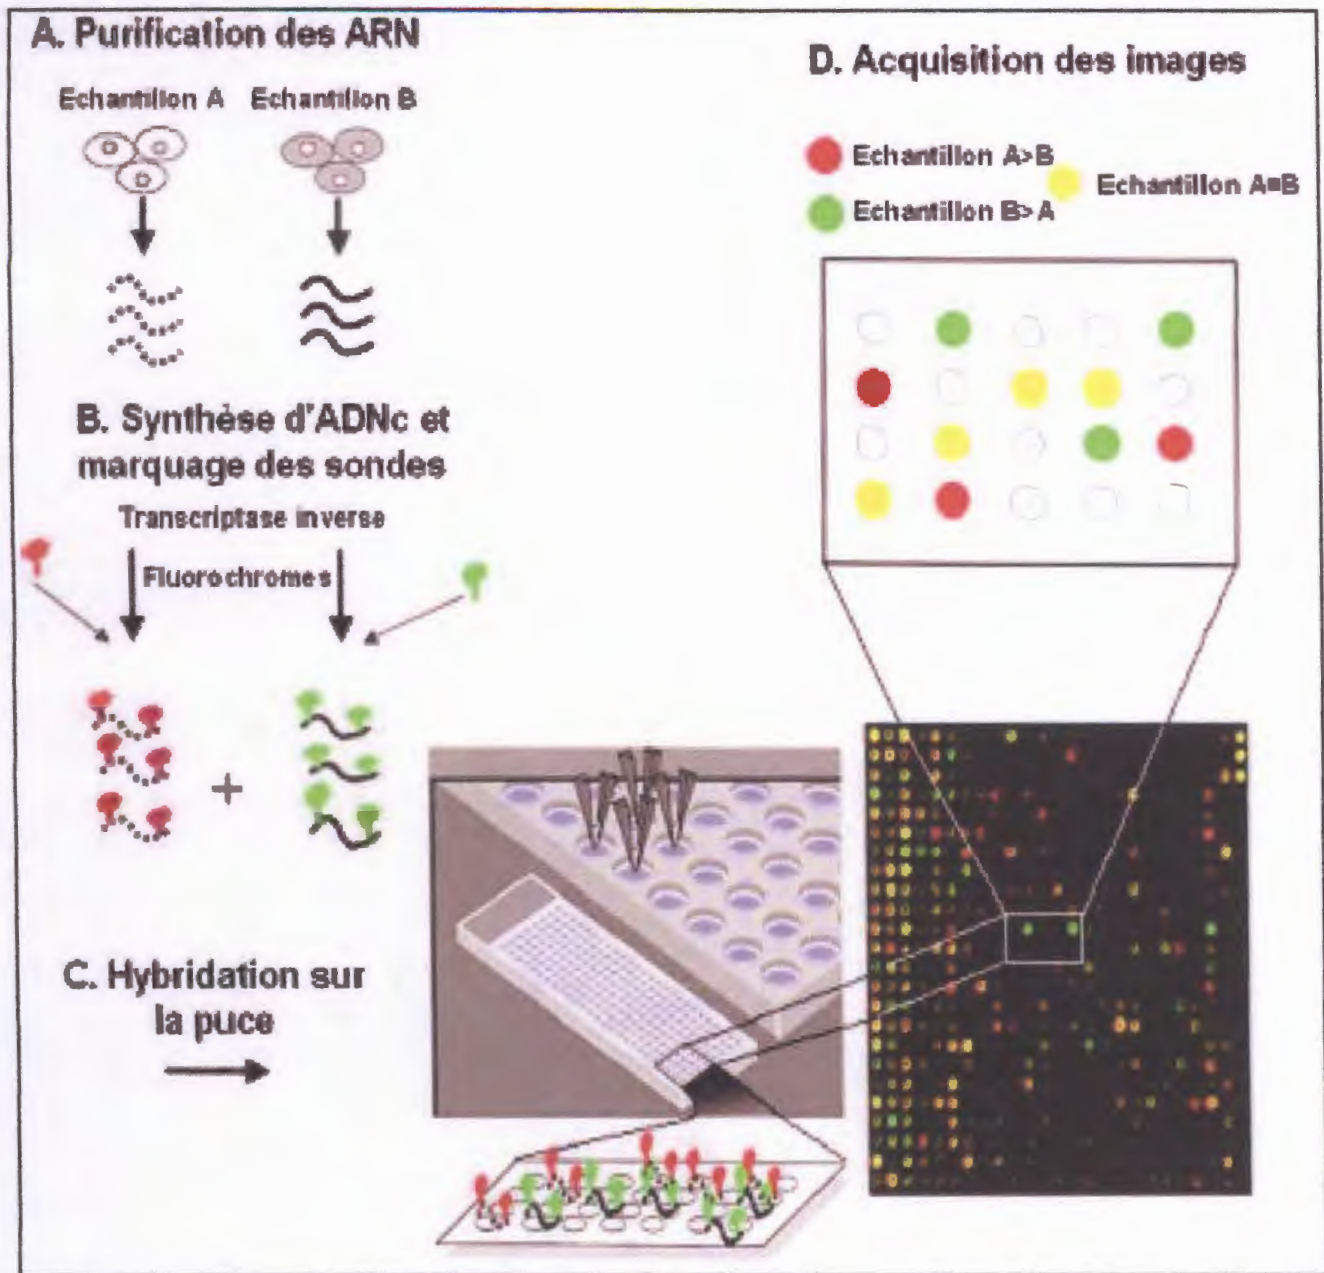 A. Purification des ARN
Echantillon A Echantillon B
B. Synthèse d'ADNc et
marquage des sondes
Transcriptase inverse
Fluorochromes
+
C. Hybridation sur
la puce
D. Acquisition des images
Echantillon A>B
Echantillon A=B
Echantillon B>A